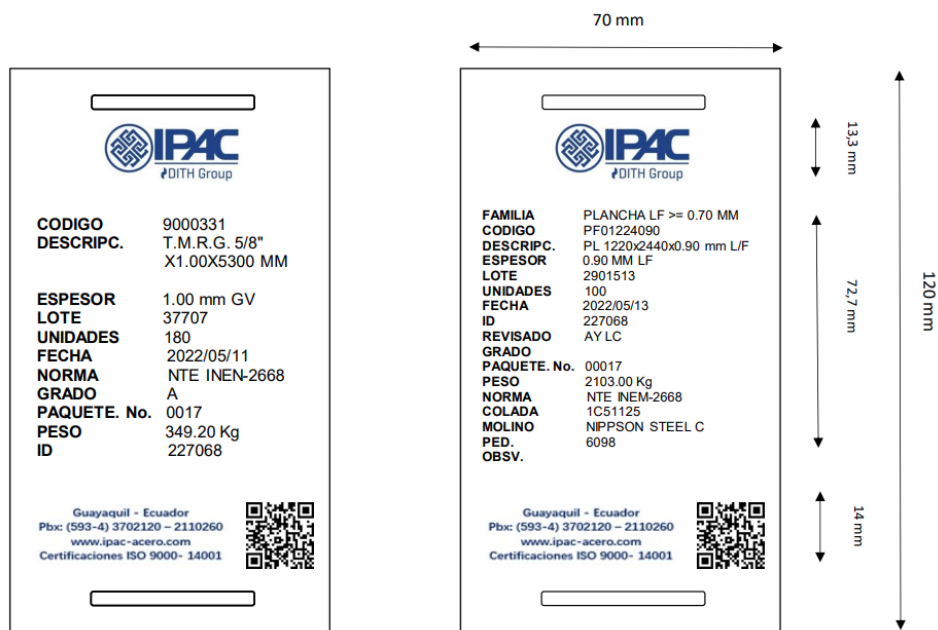 70 mm
IPAC
DITH Group
CODIGO 9000331
DESCRIPC. T.M.R.G. 5/8"
X1.00X5300 MM
ESPESOR 1.00 mm GV
LOTE 37707
UNIDADES 180
FECHA 2022/05/11
NORMA NTE INEN-2668
GRADO A
PAQUETE. No. 0017
PESO 349.20 Kg
ID 227068
Guayaquil - Ecuador
Pbx: (593-4) 3702120 – 2110260
www.ipac-acero.com
Certificaciones ISO 9000- 14001
IPAC
DITH Group
FAMILIA PLANCHA LF >= 0.70 MM
CODIGO PF01224090
DESCRIPC. PL 1220x2440x0.90 mm L/F
ESPESOR 0.90 MM LF
LOTE 2901513
UNIDADES 100
FECHA 2022/05/13
ID 227068
REVISADO AY LC
GRADO
PAQUETE. No. 00017
PESO 2103.00 Kg
NORMA NTE INEM-2668
COLADA 1C51125
MOLINO NIPPSON STEEL C
PED. 6098
OBSV.
Guayaquil - Ecuador
Pbx: (593-4) 3702120 – 2110260
www.ipac-acero.com
Certificaciones ISO 9000- 14001
13,3 mm
72,7 mm
14 mm
120 mm